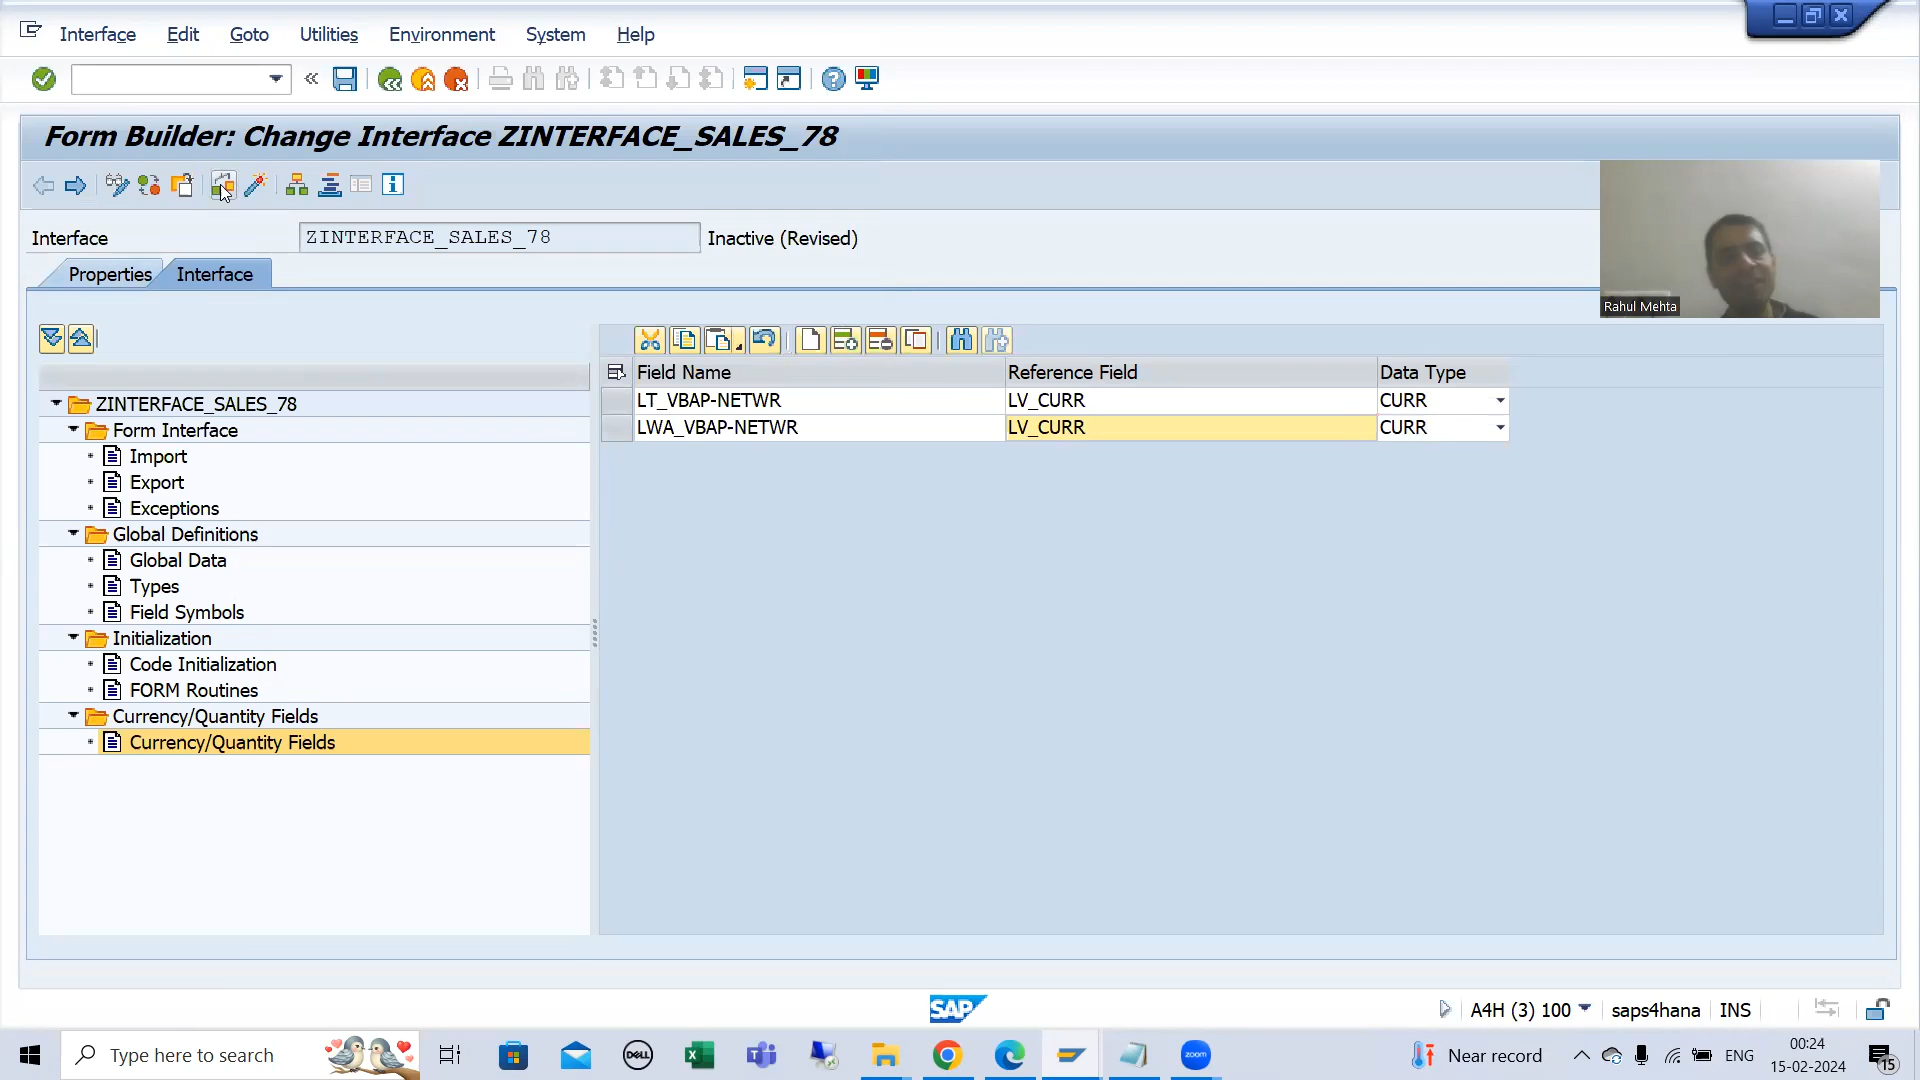 Interface Edit Goto Utilities Environment System Help
Form Builder: Change Interface ZINTERFACE_SALES_78
Interface ZINTERFACE_SALES_78 Inactive (Revised)
Rahul Mehta
Properties Interface
Field Name Reference Field Data Type
LT_VBAP-NETWR LV_CURR CURR
LWA_VBAP-NETWR LV_CURR CURR
ZINTERFACE_SALES_78
Form Interface
Import
Export
Exceptions
Global Definitions
Global Data
Types
Field Symbols
Initialization
Code Initialization
FORM Routines
Currency/Quantity Fields
Currency/Quantity Fields
SAP
A4H (3) 100 saps4hana INS
Type here to search
DELL
zoom
Near record
ENG
00:24
15-02-2024
15